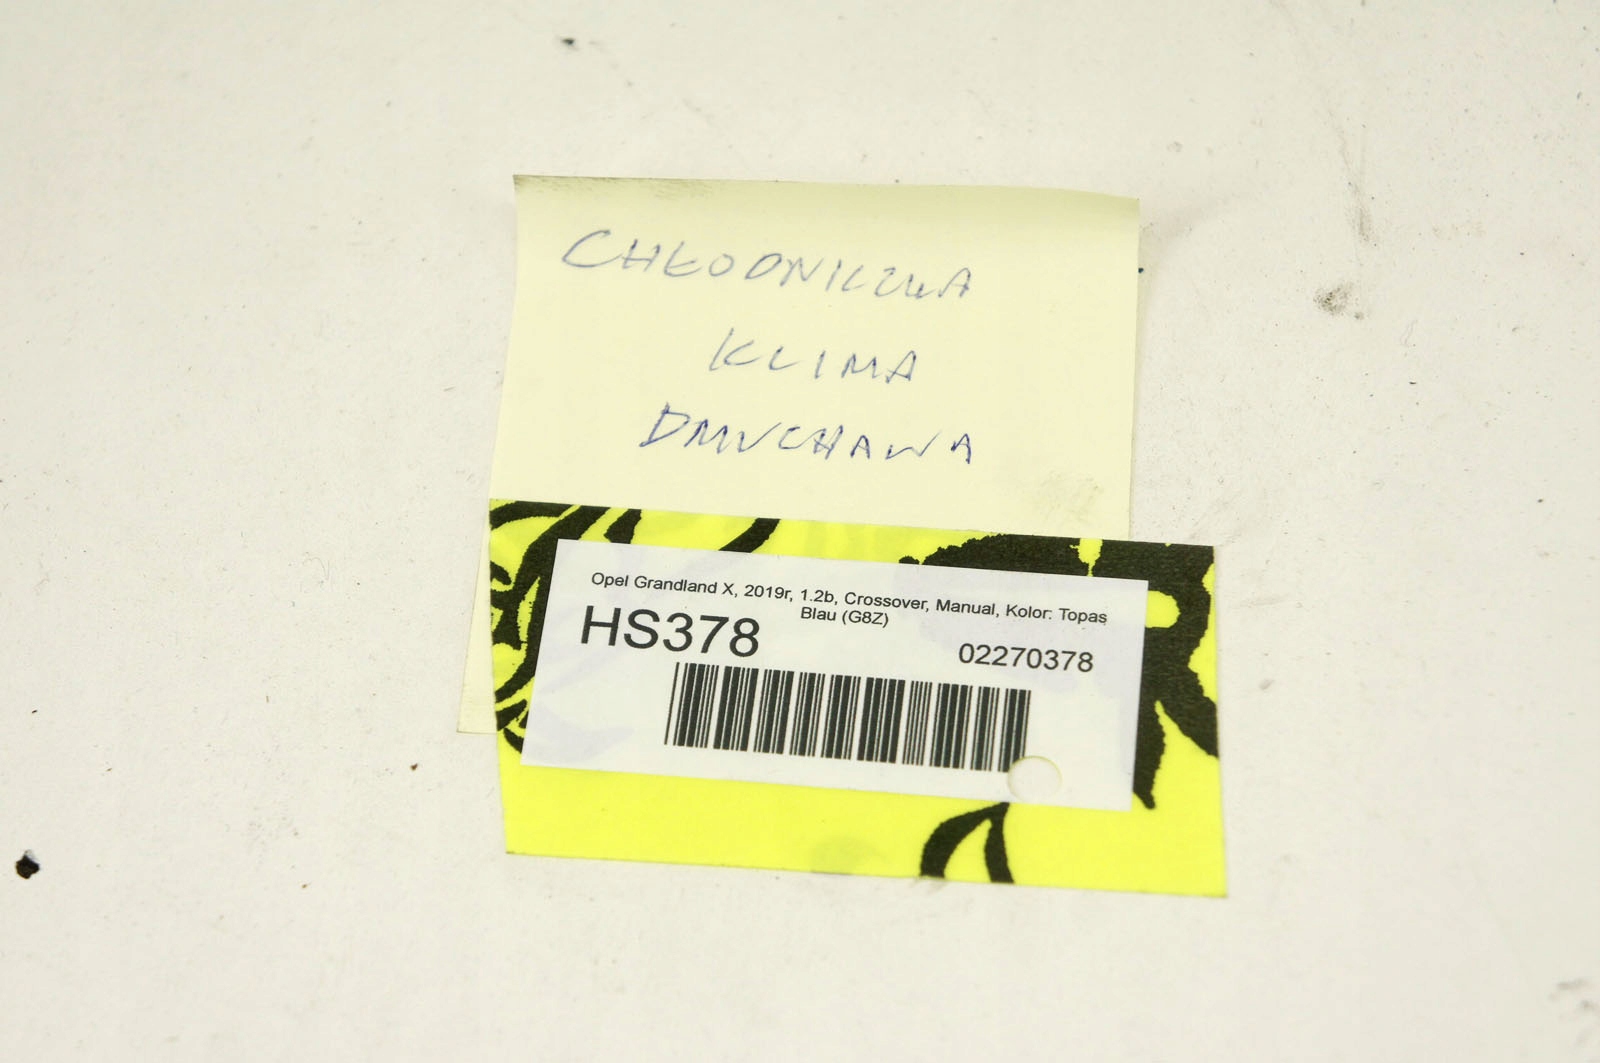 CHŁODNICZKA
KLIMA
DMUCHAWA
Opel Grandland X, 2019r, 1.2b, Crossover, Manual, Kolor: Topas
Blau (G8Z)
HS378
02270378